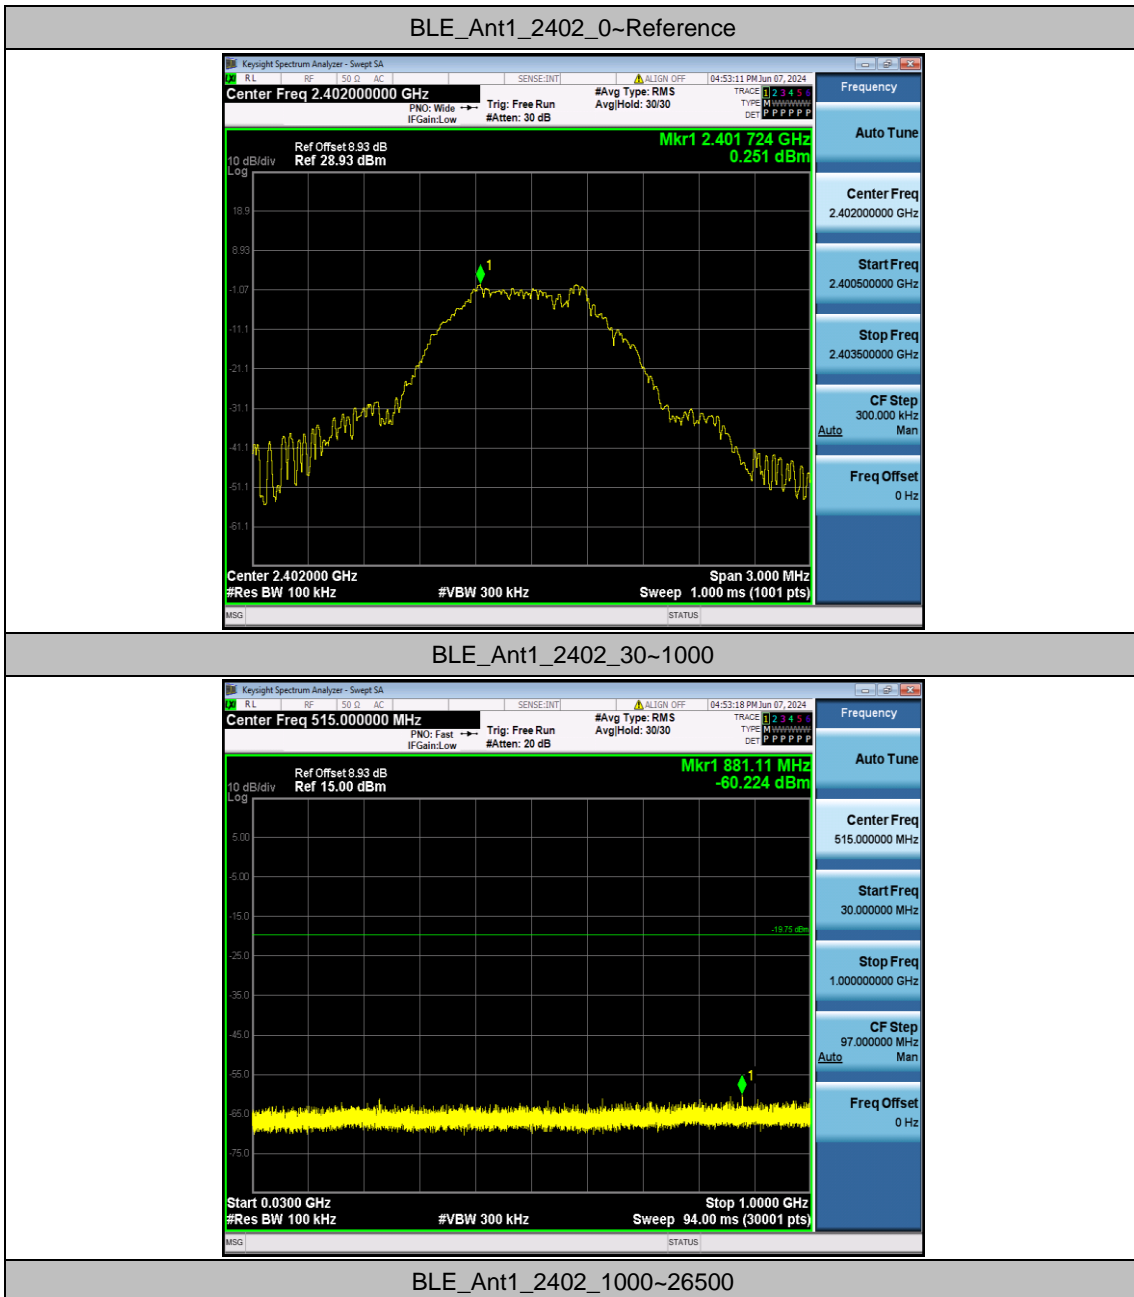 BLE_Ant1_2402_0~Reference
Keysight Spectrum Analyzer - Swept SA
RL RF 50 Ω AC SENSE:INT ALIGN OFF 04:53:11 PM Jun 07, 2024
Center Freq 2.402000000 GHz
PNO: Wide
IFGain:Low
Trig: Free Run
#Atten: 30 dB
#Avg Type: RMS
Avg|Hold: 30/30
TRACE 1 2 3 4 5 6
TYPE M W W W W W
DET P P P P P P
Ref Offset 8.93 dB
10 dB/div Ref 28.93 dBm
Log
Mkr1 2.401 724 GHz
0.251 dBm
18.9
8.93
1
-1.07
-11.1
-21.1
-31.1
-41.1
-51.1
-61.1
Center 2.402000 GHz Span 3.000 MHz
#Res BW 100 kHz #VBW 300 kHz Sweep 1.000 ms (1001 pts)
MSG STATUS
Frequency
Auto Tune
Center Freq
2.402000000 GHz
Start Freq
2.400500000 GHz
Stop Freq
2.403500000 GHz
CF Step
300.000 kHz
Auto Man
Freq Offset
0 Hz
BLE_Ant1_2402_30~1000
Keysight Spectrum Analyzer - Swept SA
RL RF 50 Ω AC SENSE:INT ALIGN OFF 04:53:18 PM Jun 07, 2024
Center Freq 515.000000 MHz
PNO: Fast
IFGain:Low
Trig: Free Run
#Atten: 20 dB
#Avg Type: RMS
Avg|Hold: 30/30
TRACE 1 2 3 4 5 6
TYPE M W W W W W
DET P P P P P P
Ref Offset 8.93 dB
10 dB/div Ref 15.00 dBm
Log
Mkr1 881.11 MHz
-60.224 dBm
5.00
-5.00
-15.0
-19.75 dBm
-25.0
-35.0
-45.0
-55.0
1
-65.0
-75.0
Start 0.0300 GHz Stop 1.0000 GHz
#Res BW 100 kHz #VBW 300 kHz Sweep 94.00 ms (30001 pts)
MSG STATUS
Frequency
Auto Tune
Center Freq
515.000000 MHz
Start Freq
30.000000 MHz
Stop Freq
1.000000000 GHz
CF Step
97.000000 MHz
Auto Man
Freq Offset
0 Hz
BLE_Ant1_2402_1000~26500